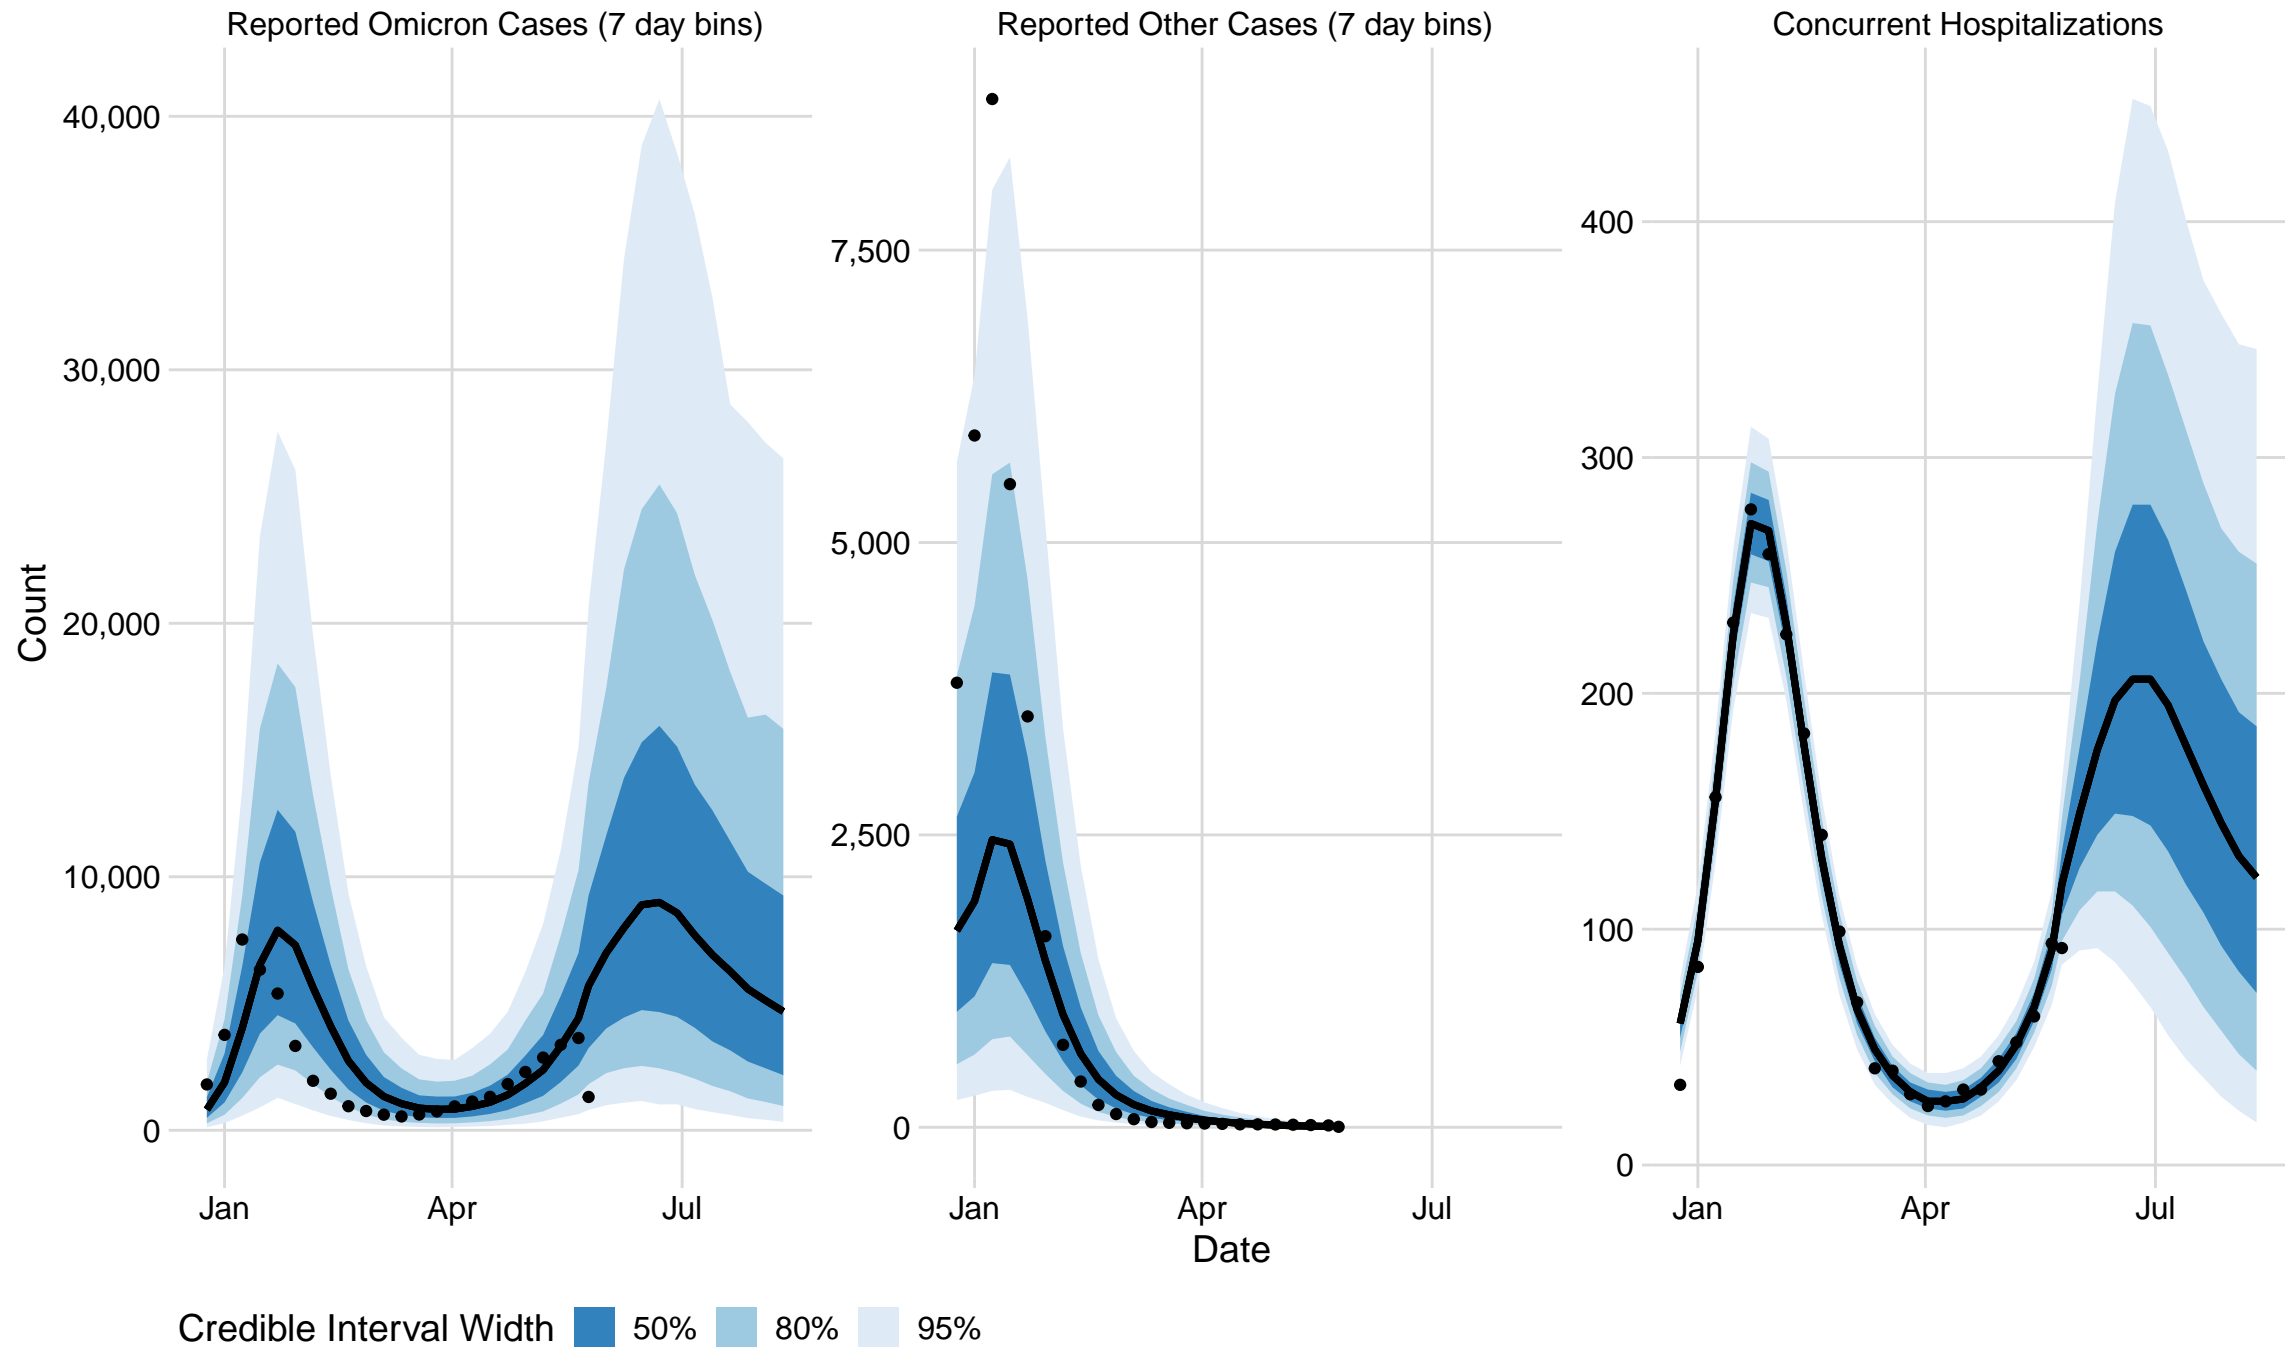 Reported Omicron Cases (7 day bins)
Reported Other Cases (7 day bins)
Concurrent Hospitalizations
Count
40,000
30,000
20,000
10,000
0
7,500
5,000
2,500
0
400
300
200
100
0
Jan Apr Jul
Jan Apr Jul
Jan Apr Jul
Date
Credible Interval Width 50% 80% 95%